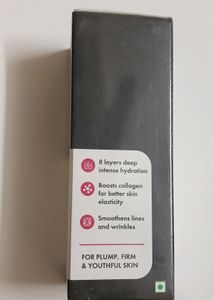 8 layers deep
intense hydration
Boosts collagen
for better skin
elasticity
Smoothens lines
and wrinkles
FOR PLUMP, FIRM
& YOUTHFUL SKIN